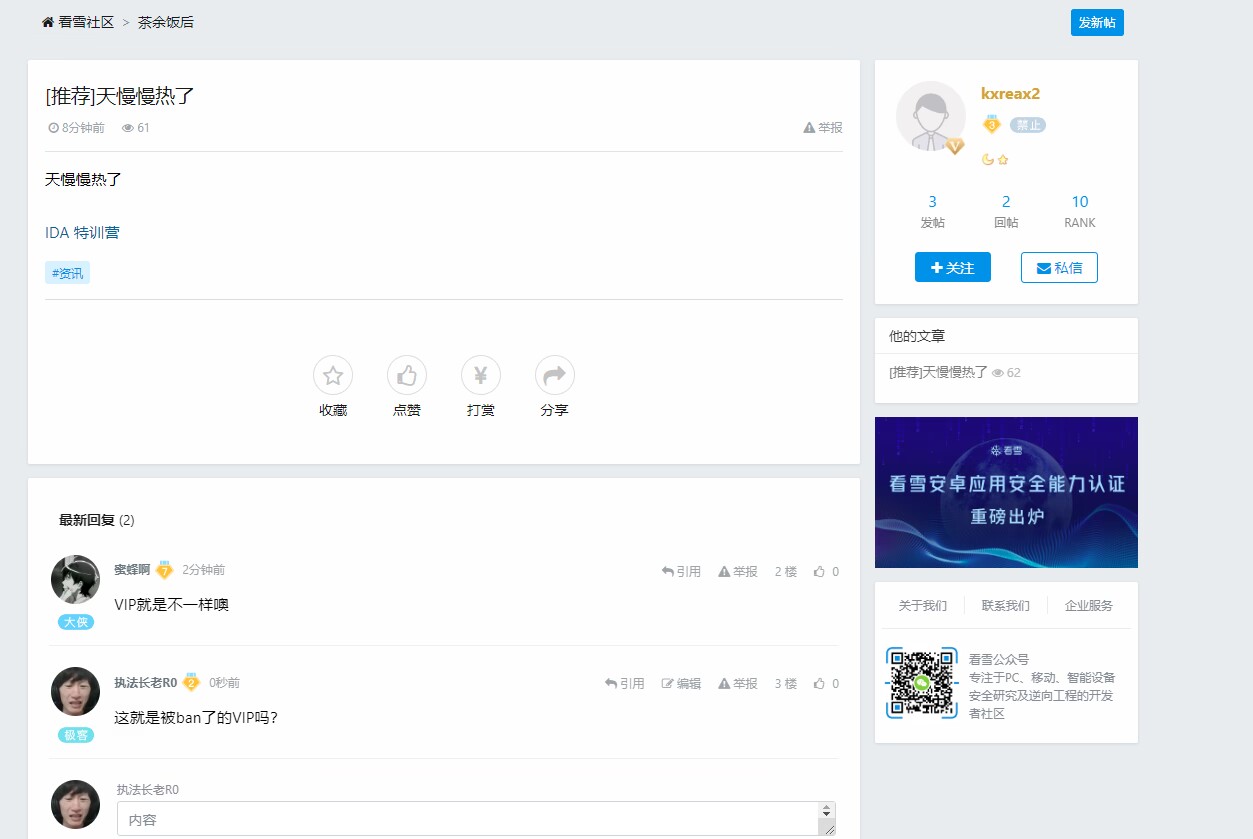 看雪社区 > 茶余饭后
发新帖
[推荐]天慢慢热了
8分钟前 61 举报
天慢慢热了
IDA 特训营
#资讯
收藏 点赞 打赏 分享
最新回复 (2)
蜜蜂啊 7 2分钟前 引用 举报 2 楼 0
VIP就是不一样噢
大侠
执法长老R0 2 0秒前 引用 编辑 举报 3 楼 0
这就是被ban了的VIP吗?
极客
执法长老R0
内容
kxreax2
3 禁止
V
3 2 10
发帖 回帖 RANK
关注 私信
他的文章
[推荐]天慢慢热了 62
看雪
看雪安卓应用安全能力认证
重磅出炉
关于我们 联系我们 企业服务
看雪公众号
专注于PC、移动、智能设备
安全研究及逆向工程的开发
者社区